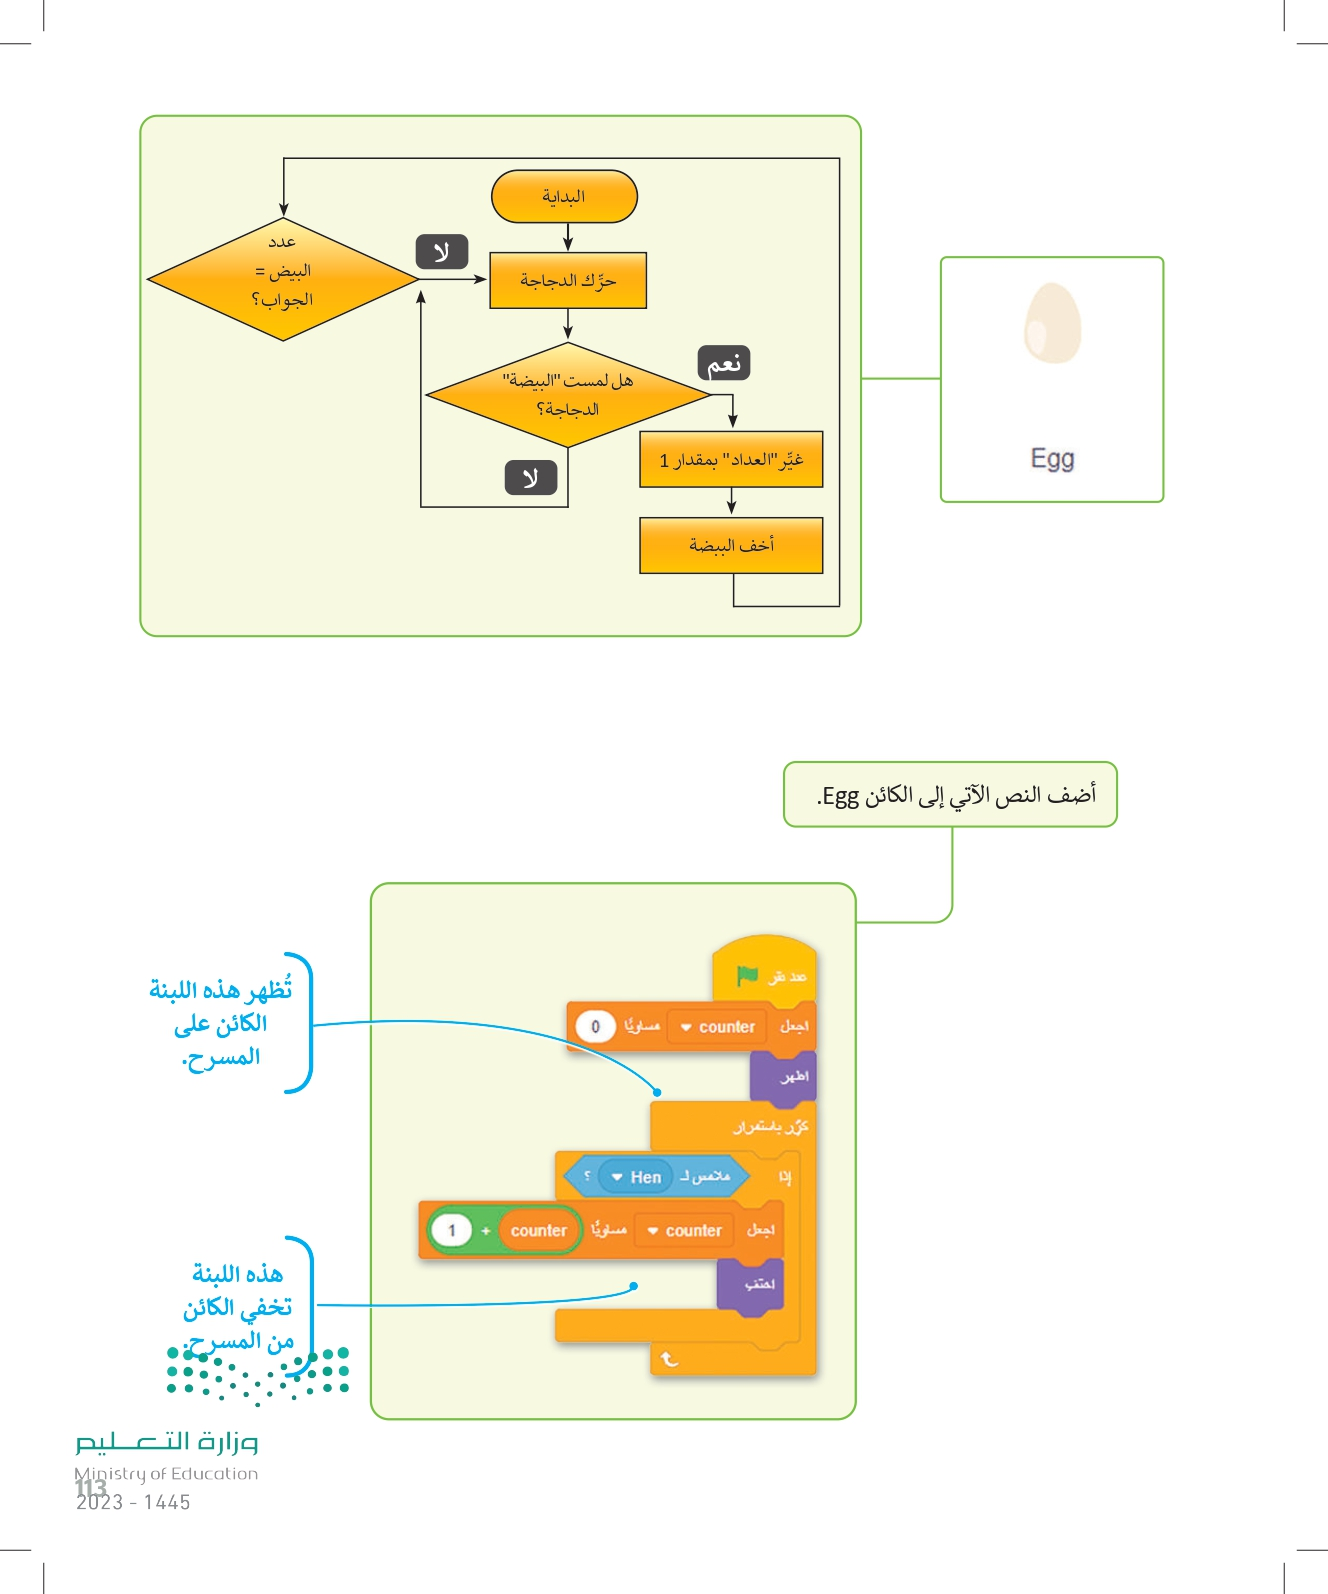 البداية
عدد
البيض =
الجواب؟
لا
حرِّك الدجاجة
نعم
هل لمست "البيضة"
الدجاجة؟
غيِّر "العداد" بمقدار 1
لا
أخف البيضة
Egg
أضف النص الآتي إلى الكائن Egg.
عند نقر
اجعل counter مساويًا 0
اظهر
كرِّر باستمرار
إذا ملامس لـ Hen ؟
اجعل counter مساويًا counter + 1
اختف
تُظهر هذه اللبنة
الكائن على
المسرح.
هذه اللبنة
تخفي الكائن
من المسرح.
وزارة التعليم
Ministry of Education
113
2023 - 1445